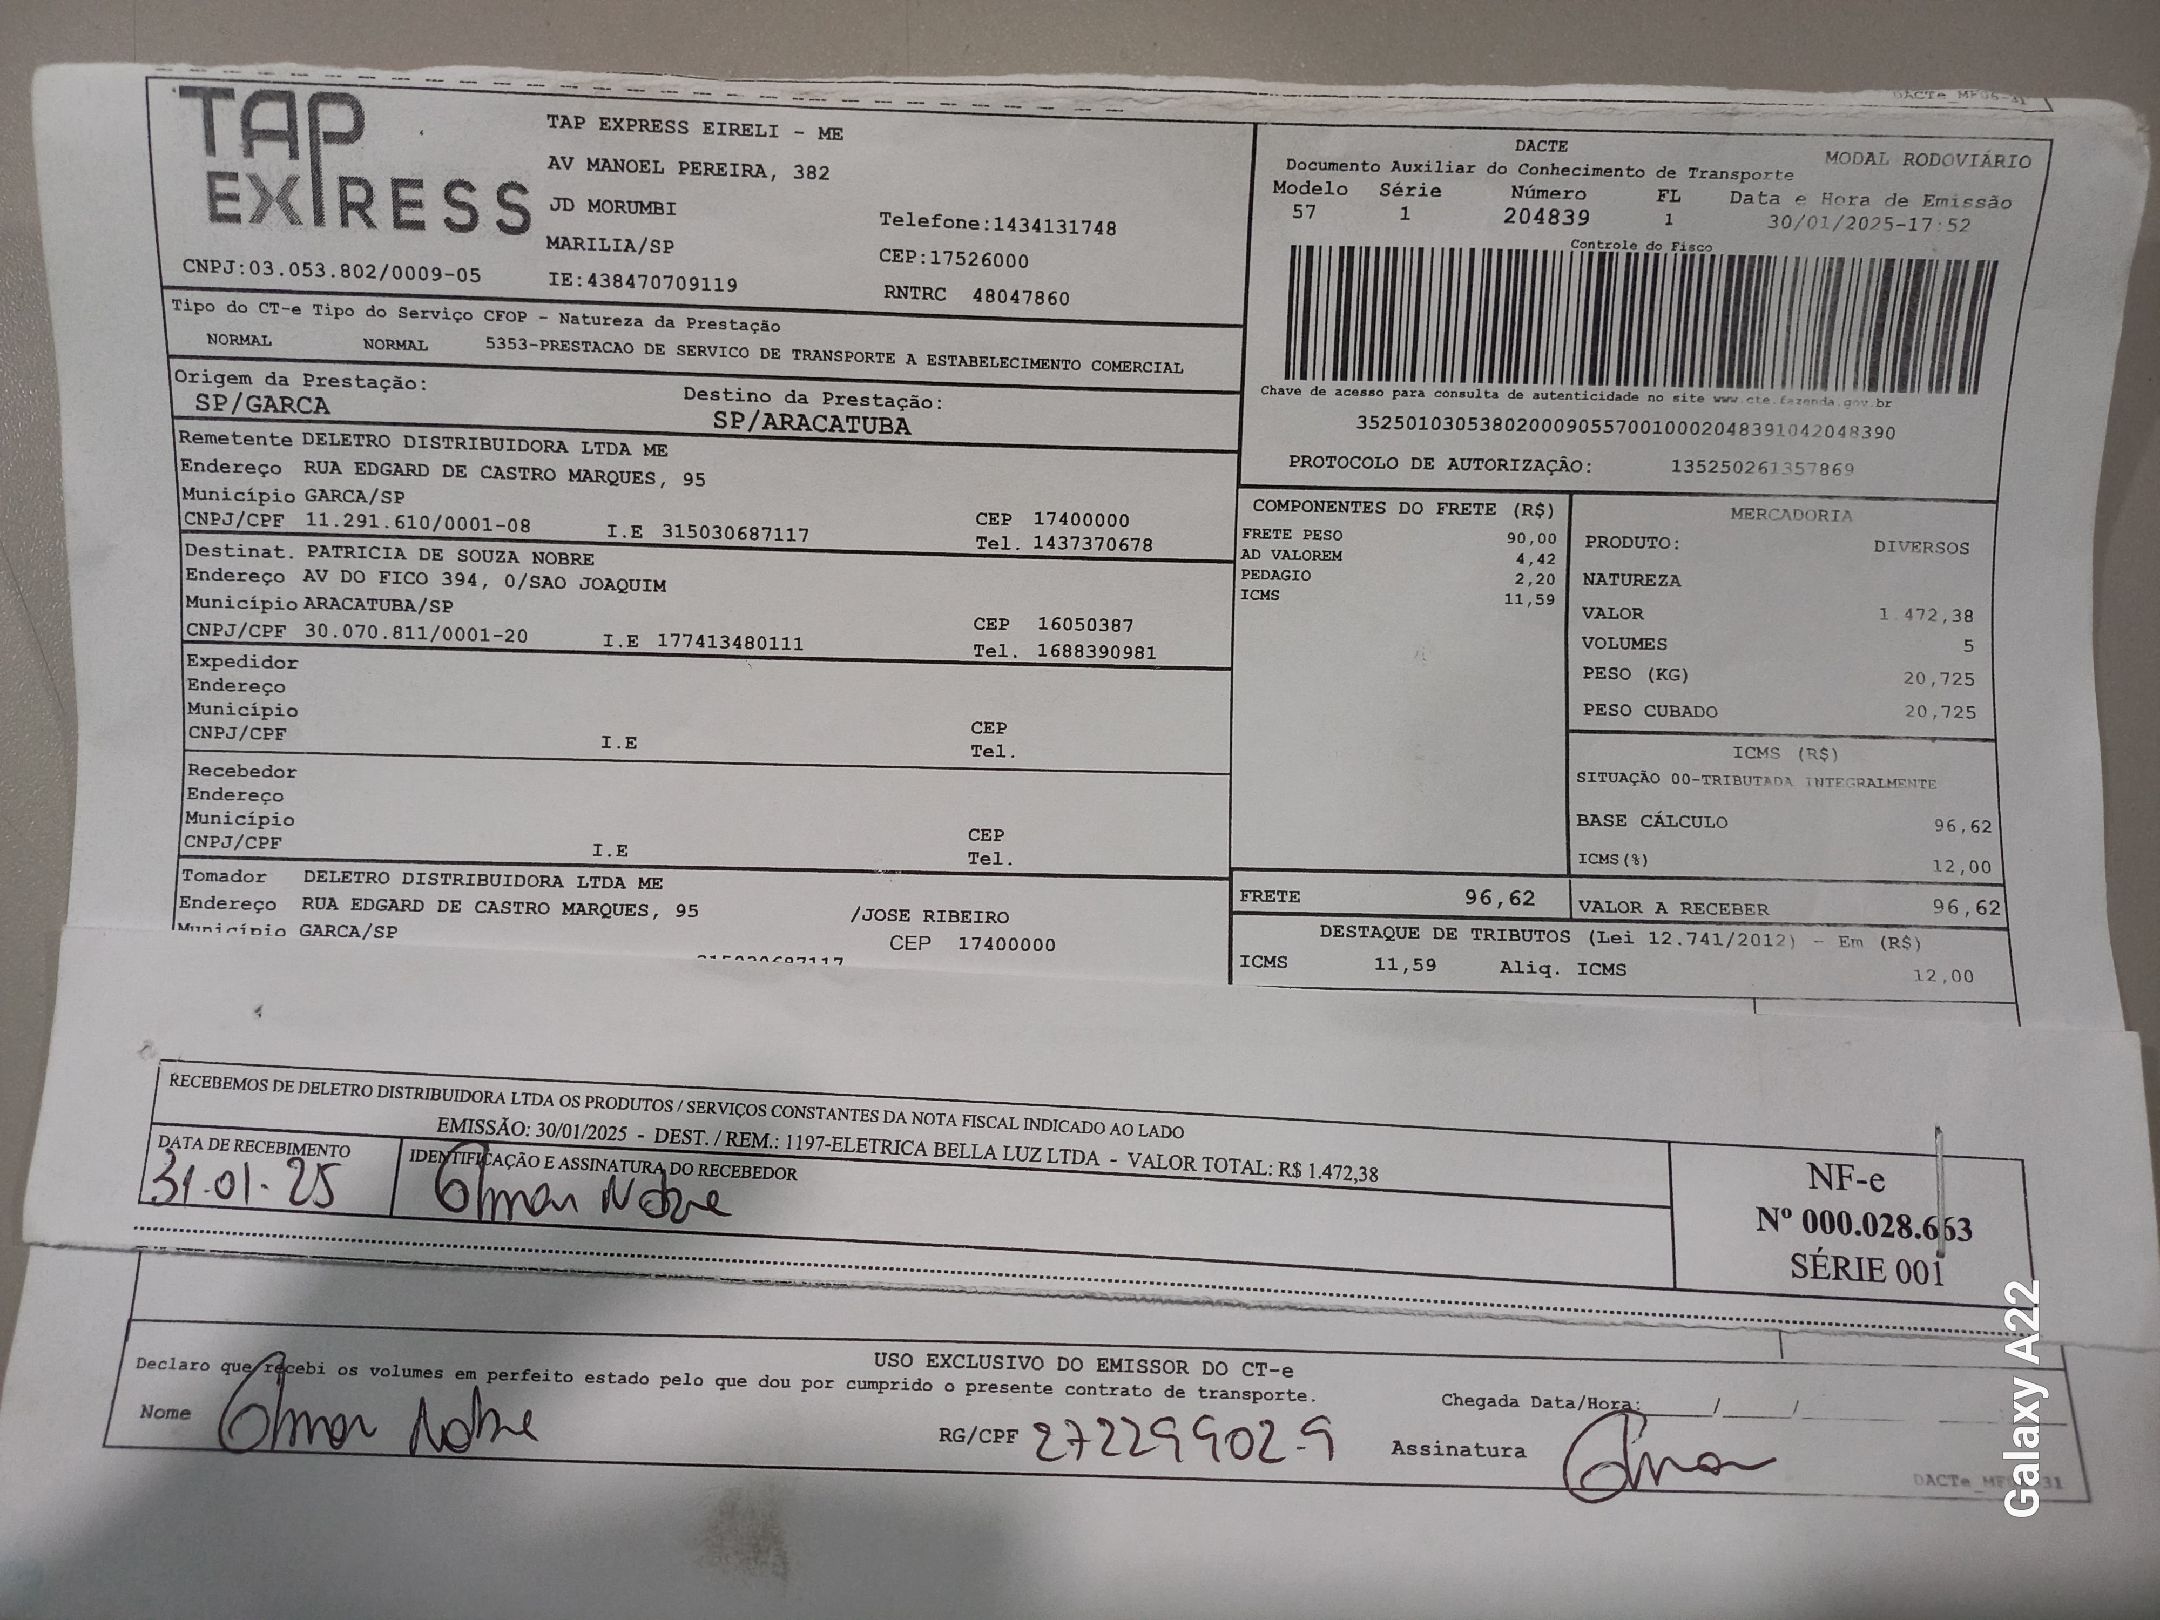 TAP EXPRESS
TAP EXPRESS EIRELI - ME
AV MANOEL PEREIRA, 382
JD MORUMBI
Telefone:1434131748
MARILIA/SP
CEP:17526000
CNPJ:03.053.802/0009-05
IE:438470709119
RNTRC 48047860
DACTE
MODAL RODOVIÁRIO
Documento Auxiliar do Conhecimento de Transporte
Modelo Série Número FL Data e Hora de Emissão
57 1 204839 1 30/01/2025-17:52
Controle do Fisco
Chave de acesso para consulta de autenticidade no site www.cte.fazenda.gov.br
35250103053802000905570010002048391042048390
PROTOCOLO DE AUTORIZAÇÃO: 135250261357869
Tipo do CT-e Tipo do Serviço CFOP - Natureza da Prestação
NORMAL NORMAL 5353-PRESTACAO DE SERVICO DE TRANSPORTE A ESTABELECIMENTO COMERCIAL
Origem da Prestação: Destino da Prestação:
SP/GARCA SP/ARACATUBA
Remetente DELETRO DISTRIBUIDORA LTDA ME
Endereço RUA EDGARD DE CASTRO MARQUES, 95
Município GARCA/SP
CEP 17400000
CNPJ/CPF 11.291.610/0001-08 I.E 315030687117 Tel. 1437370678
Destinat. PATRICIA DE SOUZA NOBRE
Endereço AV DO FICO 394, 0/SAO JOAQUIM
Município ARACATUBA/SP
CEP 16050387
CNPJ/CPF 30.070.811/0001-20 I.E 177413480111 Tel. 1688390981
Expedidor
Endereço
Município
CEP
CNPJ/CPF I.E Tel.
Recebedor
Endereço
Município
CEP
CNPJ/CPF I.E Tel.
Tomador DELETRO DISTRIBUIDORA LTDA ME
Endereço RUA EDGARD DE CASTRO MARQUES, 95 /JOSE RIBEIRO
Município GARCA/SP CEP 17400000
315030687117
COMPONENTES DO FRETE (R$)
FRETE PESO 90,00
AD VALOREM 4,42
PEDAGIO 2,20
ICMS 11,59
MERCADORIA
PRODUTO: DIVERSOS
NATUREZA
VALOR 1.472,38
VOLUMES 5
PESO (KG) 20,725
PESO CUBADO 20,725
ICMS (R$)
SITUAÇÃO 00-TRIBUTADA INTEGRALMENTE
BASE CÁLCULO 96,62
ICMS(%) 12,00
FRETE 96,62 VALOR A RECEBER 96,62
DESTAQUE DE TRIBUTOS (Lei 12.741/2012) - Em (R$)
ICMS 11,59 Aliq. ICMS 12,00
RECEBEMOS DE DELETRO DISTRIBUIDORA LTDA OS PRODUTOS / SERVIÇOS CONSTANTES DA NOTA FISCAL INDICADO AO LADO
EMISSÃO: 30/01/2025 - DEST. / REM.: 1197-ELETRICA BELLA LUZ LTDA - VALOR TOTAL: R$ 1.472,38
DATA DE RECEBIMENTO IDENTIFICAÇÃO E ASSINATURA DO RECEBEDOR
31.01.25 Osmar Nobre
NF-e
Nº 000.028.663
SÉRIE 001
USO EXCLUSIVO DO EMISSOR DO CT-e
Declaro que recebi os volumes em perfeito estado pelo que dou por cumprido o presente contrato de transporte.
Chegada Data/Hora: / /
Nome Osmar Nobre RG/CPF 27229902-9 Assinatura Osmar
Galaxy A22